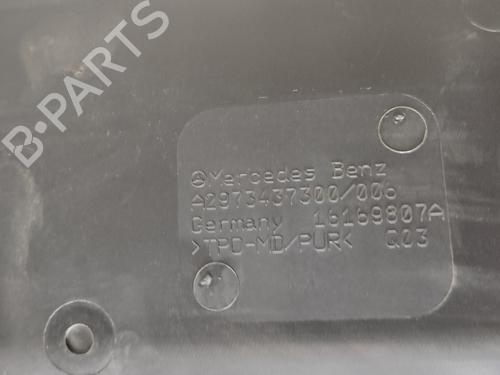 B-PARTS
Mercedes Benz
A2973437300/006
Germany 16169807A
>TPO-MD/PUR< Q03